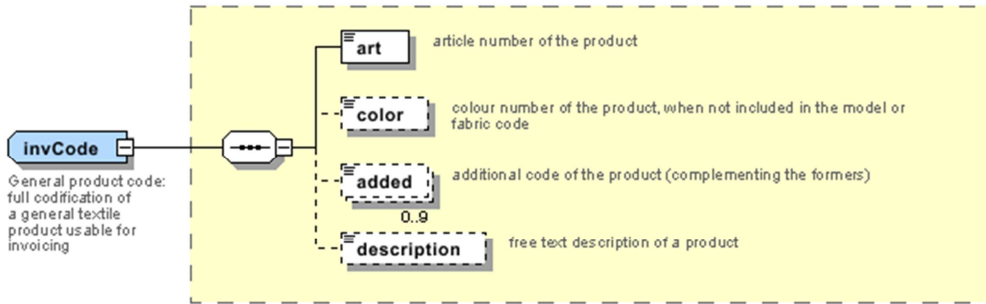 art
article number of the product
color
colour number of the product, when not included in the model or
fabric code
invCode
General product code:
full codification of
a general textile
product usable for
invoicing
added
additional code of the product (complementing the formers)
0..9
description
free text description of a product